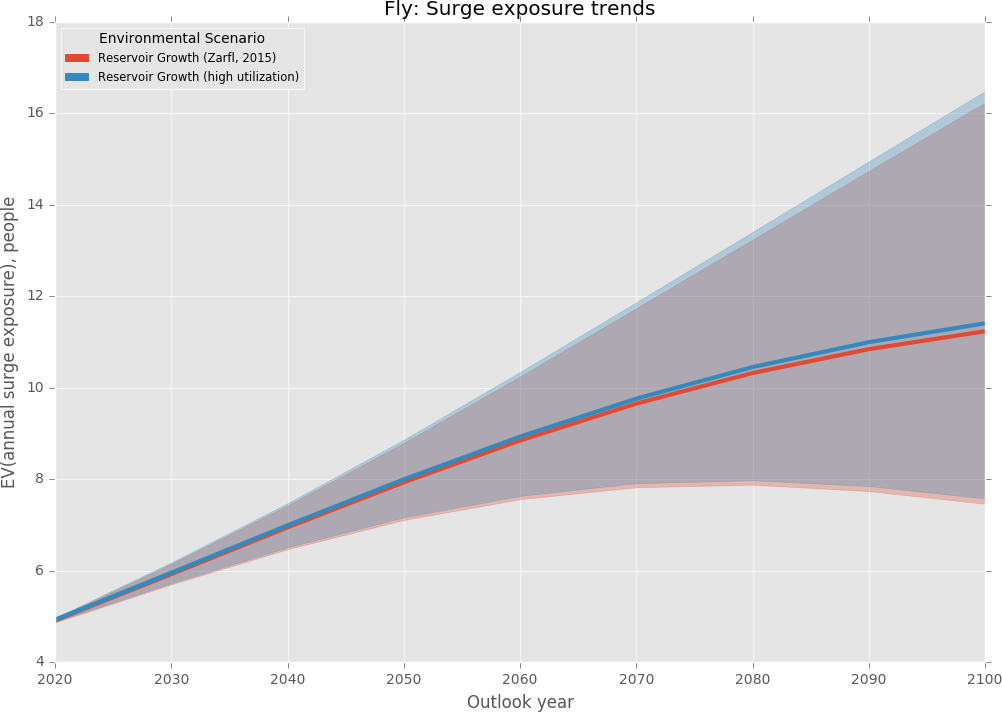 Fly: Surge exposure trends
18
16
14
12
10
8
6
4
EV(annual surge exposure), people
Environmental Scenario
Reservoir Growth (Zarfl, 2015)
Reservoir Growth (high utilization)
2020 2030 2040 2050 2060 2070 2080 2090 2100
Outlook year